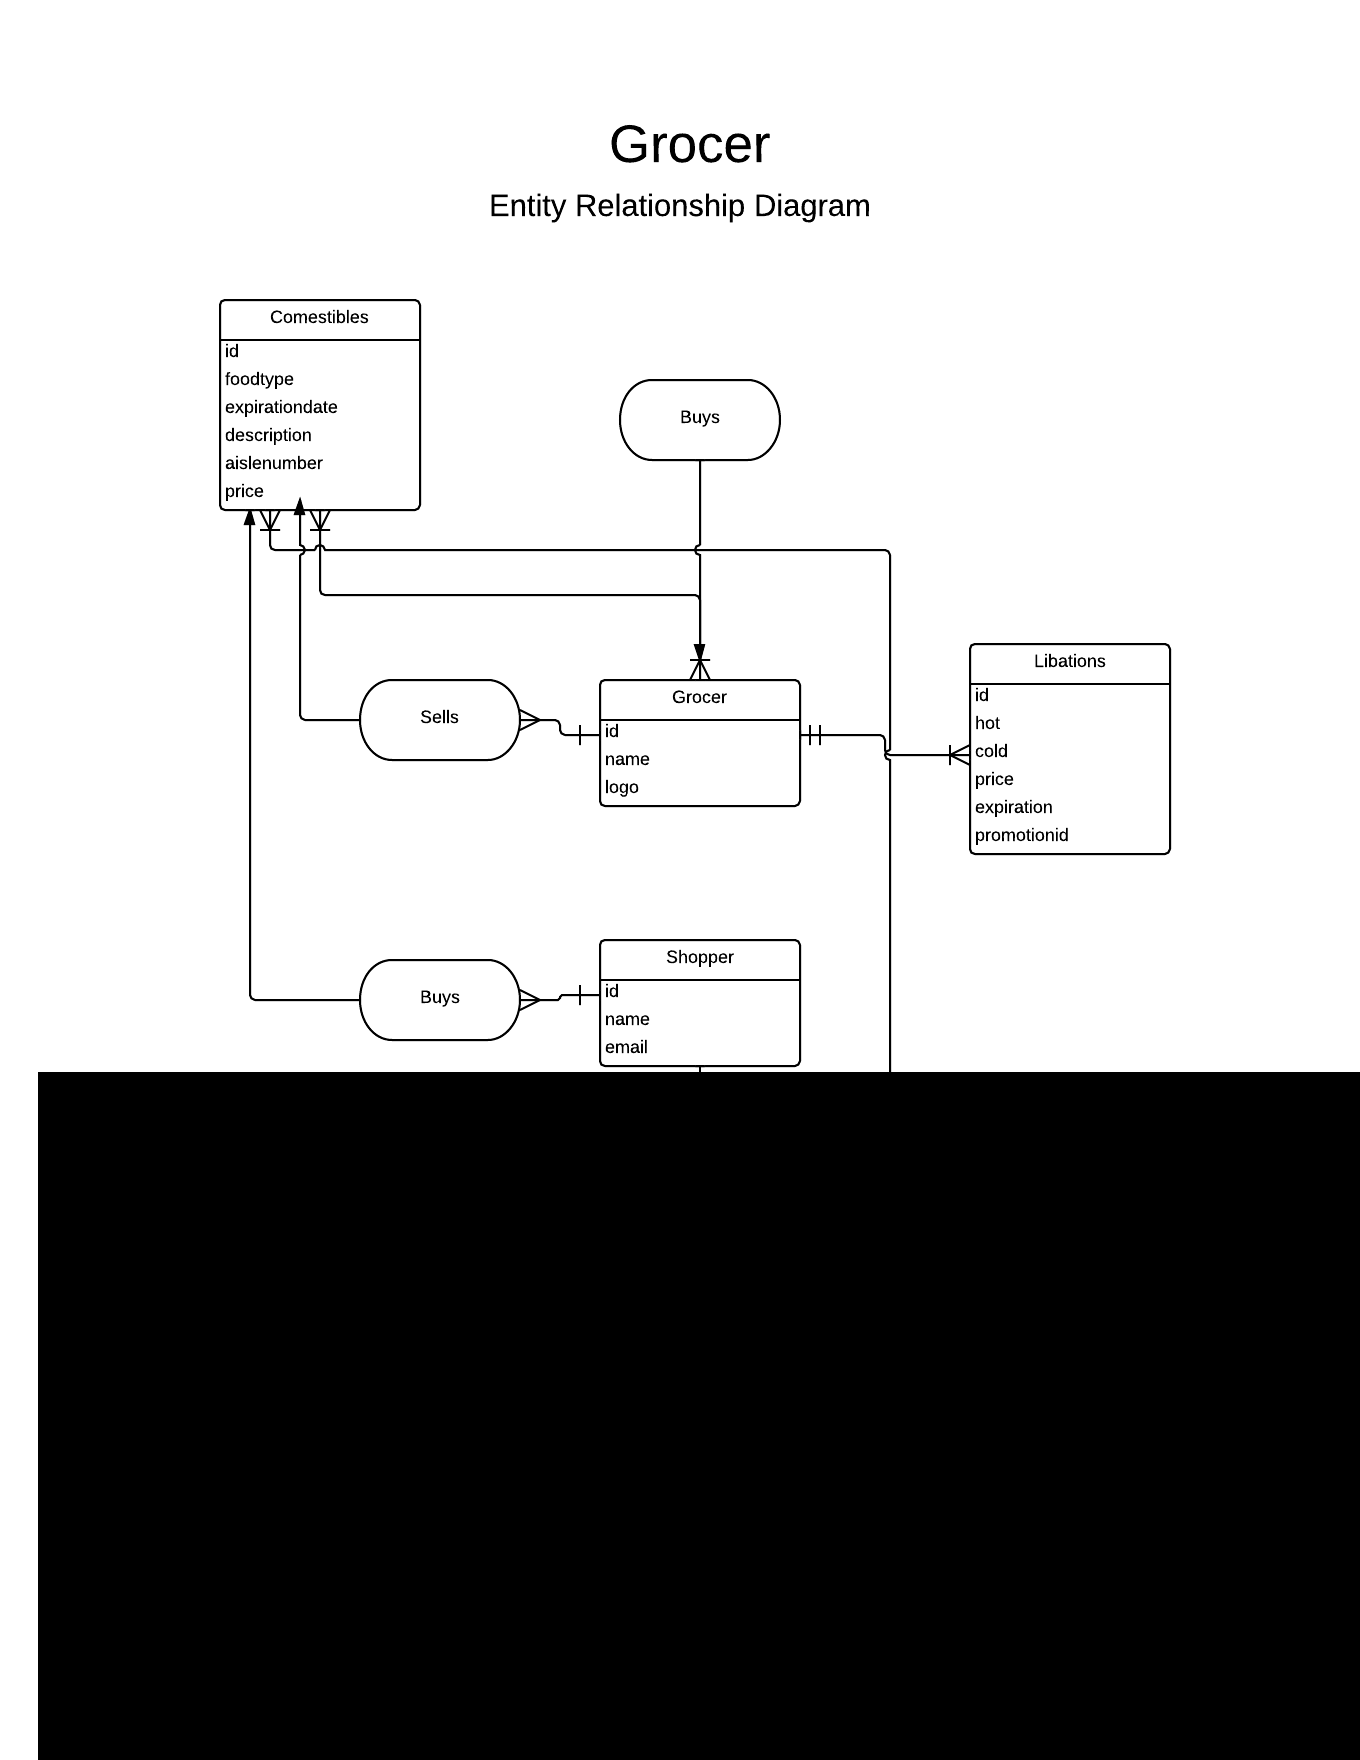 Grocer
Entity Relationship Diagram
Comestibles
id
foodtype
expirationdate
description
aislenumber
price
Buys
Sells
Grocer
id
name
logo
Libations
id
hot
cold
price
expiration
promotionid
Buys
Shopper
id
name
email